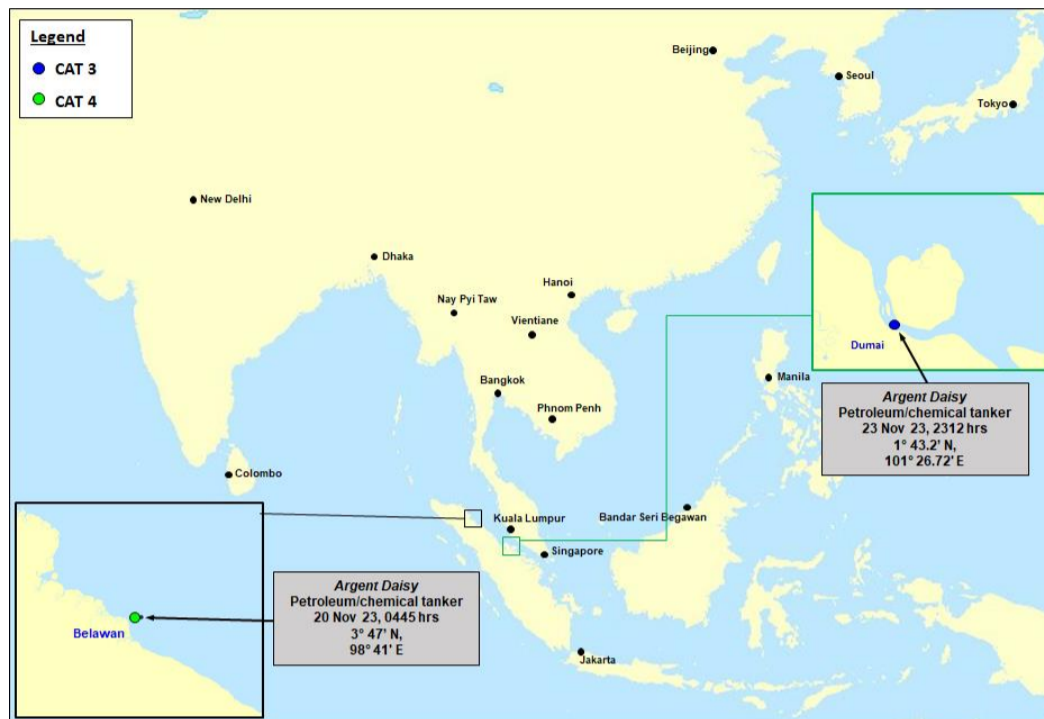 Legend
CAT 3
CAT 4
Beijing
Seoul
Tokyo
New Delhi
Dhaka
Hanoi
Nay Pyi Taw
Vientiane
Dumai
Manila
Bangkok
Phnom Penh
Argent Daisy
Petroleum/chemical tanker
23 Nov 23, 2312 hrs
1° 43.2' N,
101° 26.72' E
Colombo
Kuala Lumpur
Bandar Seri Begawan
Singapore
Argent Daisy
Petroleum/chemical tanker
20 Nov 23, 0445 hrs
3° 47' N,
98° 41' E
Belawan
Jakarta